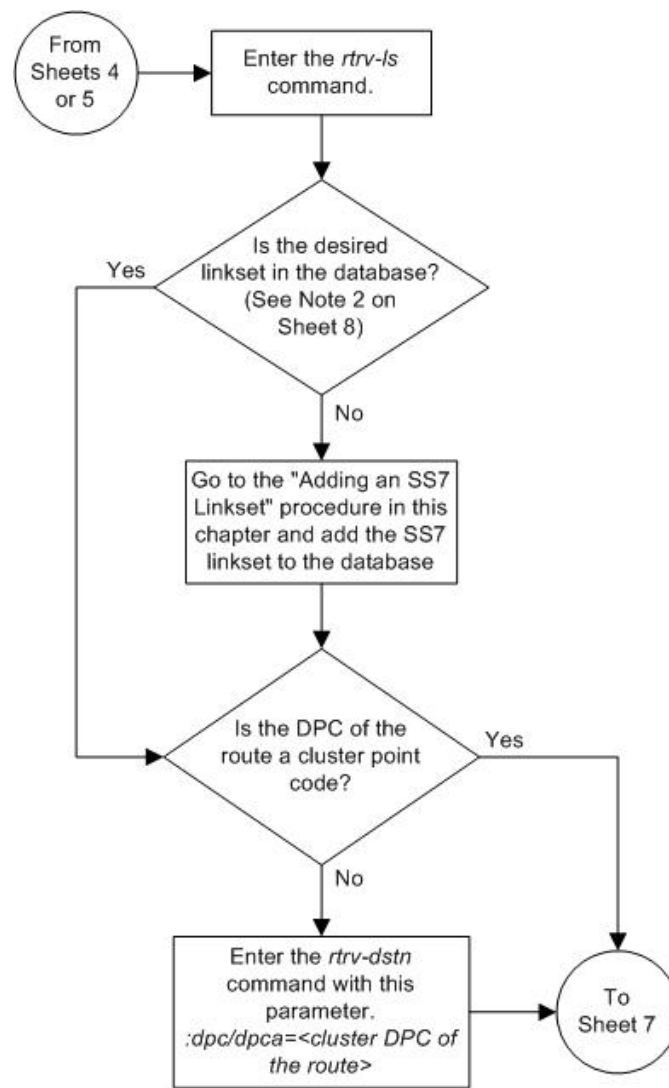 From
Sheets 4
or 5
Enter the rtrv-ls
command.
Is the desired
linkset in the database?
(See Note 2 on
Sheet 8)
Yes
No
Go to the "Adding an SS7
Linkset" procedure in this
chapter and add the SS7
linkset to the database
Is the DPC of the
route a cluster point
code?
Yes
No
Enter the rtrv-dstn
command with this
parameter.
:dpc/dpca=<cluster DPC of
the route>
To
Sheet 7